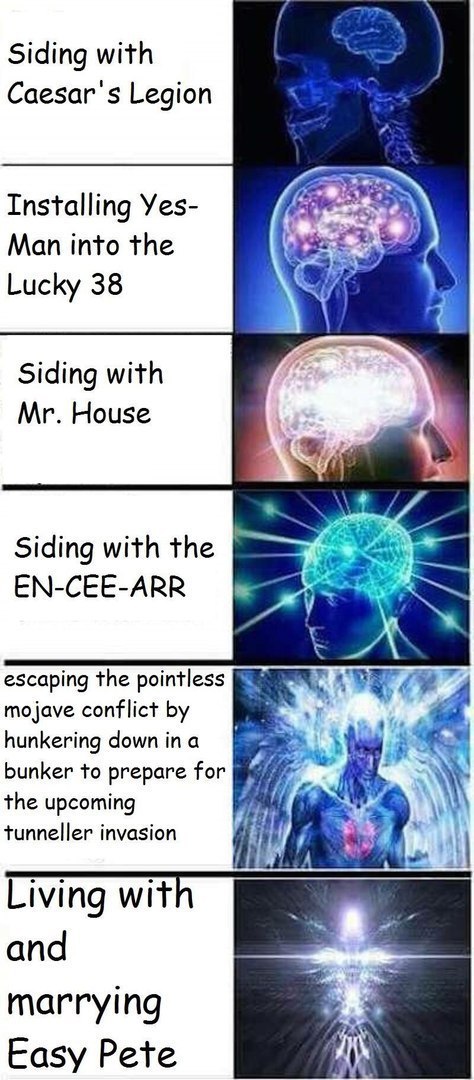 Siding with
Caesar's Legion
Installing Yes-
Man into the
Lucky 38
Siding with
Mr. House
Siding with the
EN-CEE-ARR
escaping the pointless
mojave conflict by
hunkering down in a
bunker to prepare for
the upcoming
tunneller invasion
Living with
and
marrying
Easy Pete